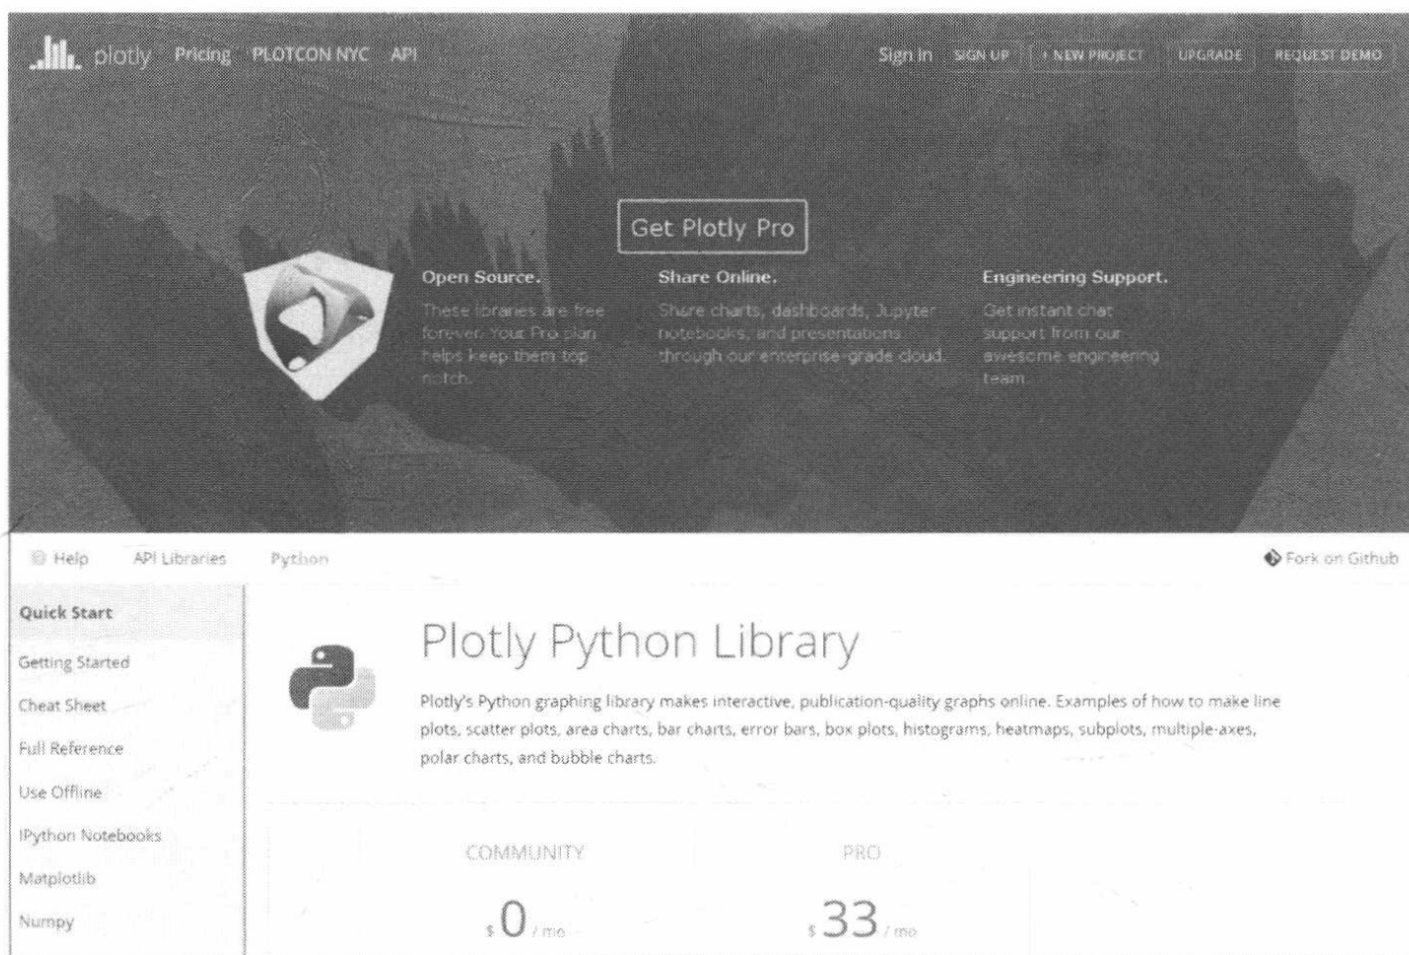 plotly Pricing PLOTCON NYC API Sign In SIGN UP + NEW PROJECT UPGRADE REQUEST DEMO
Get Plotly Pro
Open Source.
These libraries are free
forever. Your Pro plan
helps keep them top
notch.
Share Online.
Share charts, dashboards, Jupyter
notebooks, and presentations
through our enterprise-grade cloud.
Engineering Support.
Get instant chat
support from our
awesome engineering
team.
Help API Libraries Python Fork on Github
Quick Start
Getting Started
Cheat Sheet
Full Reference
Use Offline
IPython Notebooks
Matplotlib
Numpy
Plotly Python Library
Plotly's Python graphing library makes interactive, publication-quality graphs online. Examples of how to make line
plots, scatter plots, area charts, bar charts, error bars, box plots, histograms, heatmaps, subplots, multiple-axes,
polar charts, and bubble charts.
COMMUNITY
$ 0 / mo
PRO
$ 33 / mo